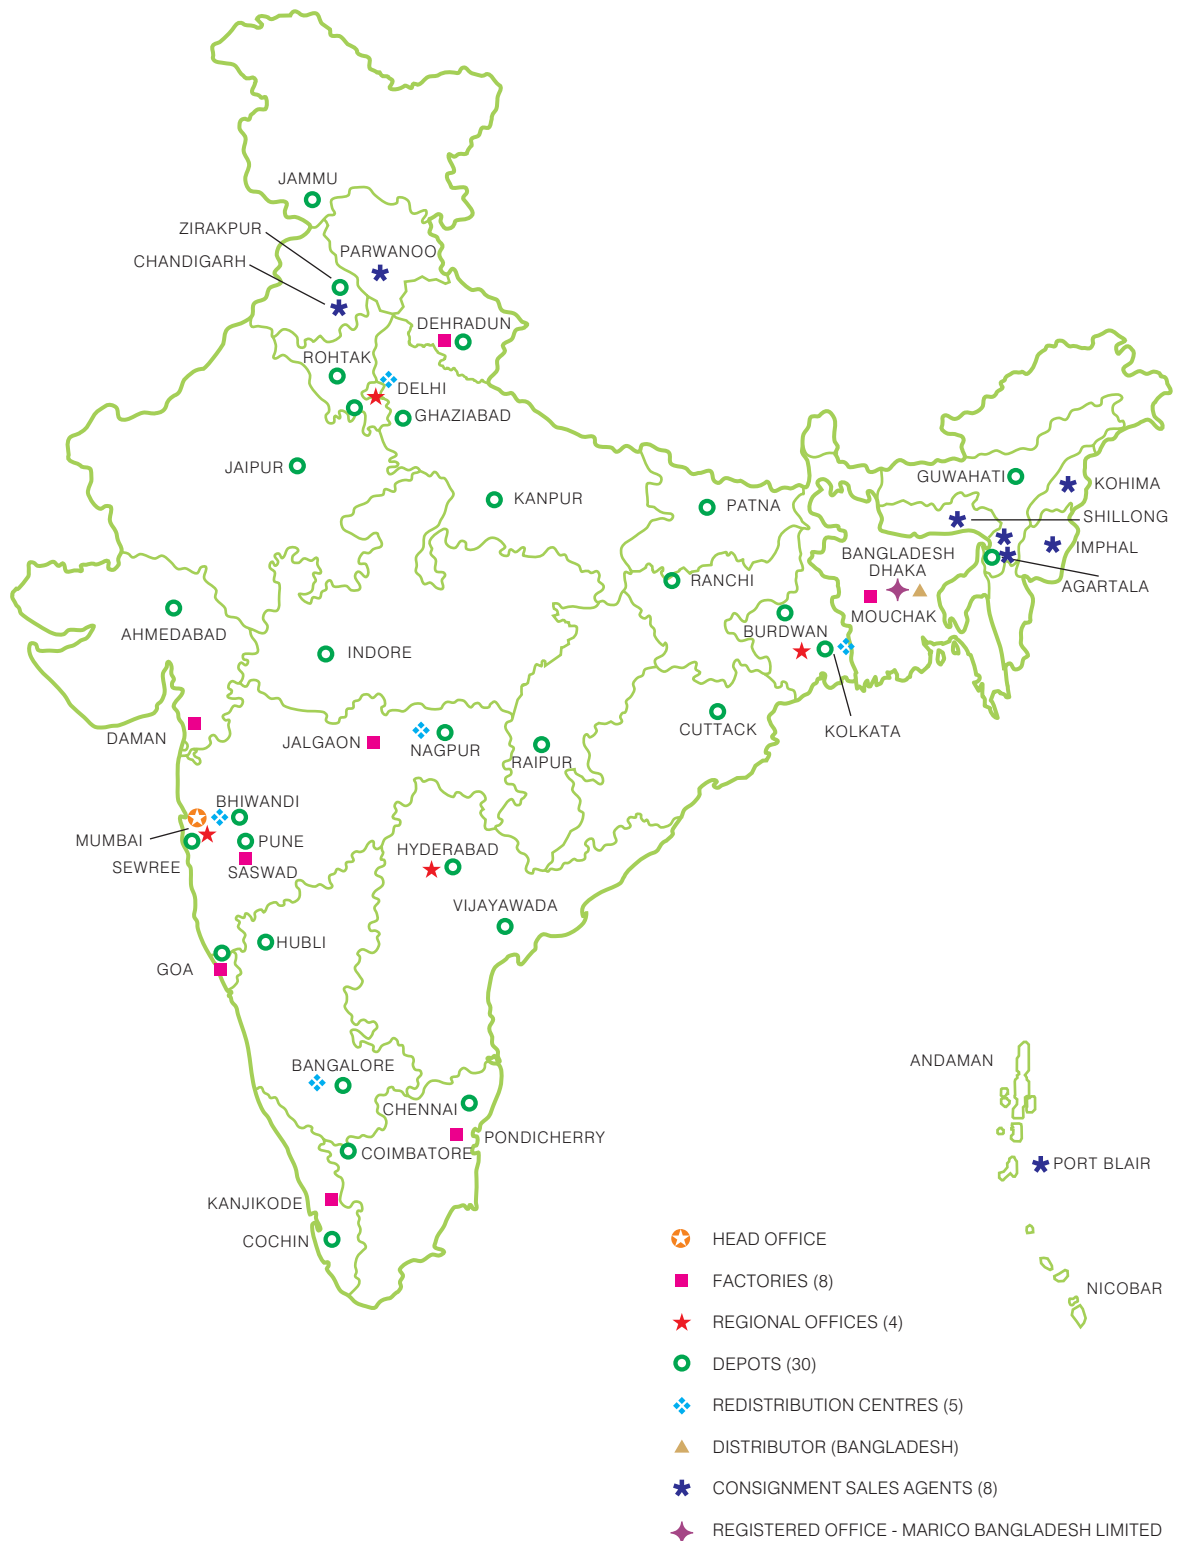 JAMMU
ZIRAKPUR
PARWANOO
CHANDIGARH
DEHRADUN
ROHTAK
DELHI
GHAZIABAD
JAIPUR
KANPUR
PATNA
GUWAHATI
KOHIMA
SHILLONG
IMPHAL
BANGLADESH
DHAKA
AGARTALA
RANCHI
MOUCHAK
AHMEDABAD
BURDWAN
INDORE
CUTTACK
KOLKATA
DAMAN
JALGAON
NAGPUR
RAIPUR
BHIWANDI
MUMBAI
PUNE
SEWREE
SASWAD
HYDERABAD
VIJAYAWADA
HUBLI
GOA
BANGALORE
ANDAMAN
CHENNAI
PONDICHERRY
COIMBATORE
PORT BLAIR
KANJIKODE
COCHIN
NICOBAR
HEAD OFFICE
FACTORIES (8)
REGIONAL OFFICES (4)
DEPOTS (30)
REDISTRIBUTION CENTRES (5)
DISTRIBUTOR (BANGLADESH)
CONSIGNMENT SALES AGENTS (8)
REGISTERED OFFICE - MARICO BANGLADESH LIMITED